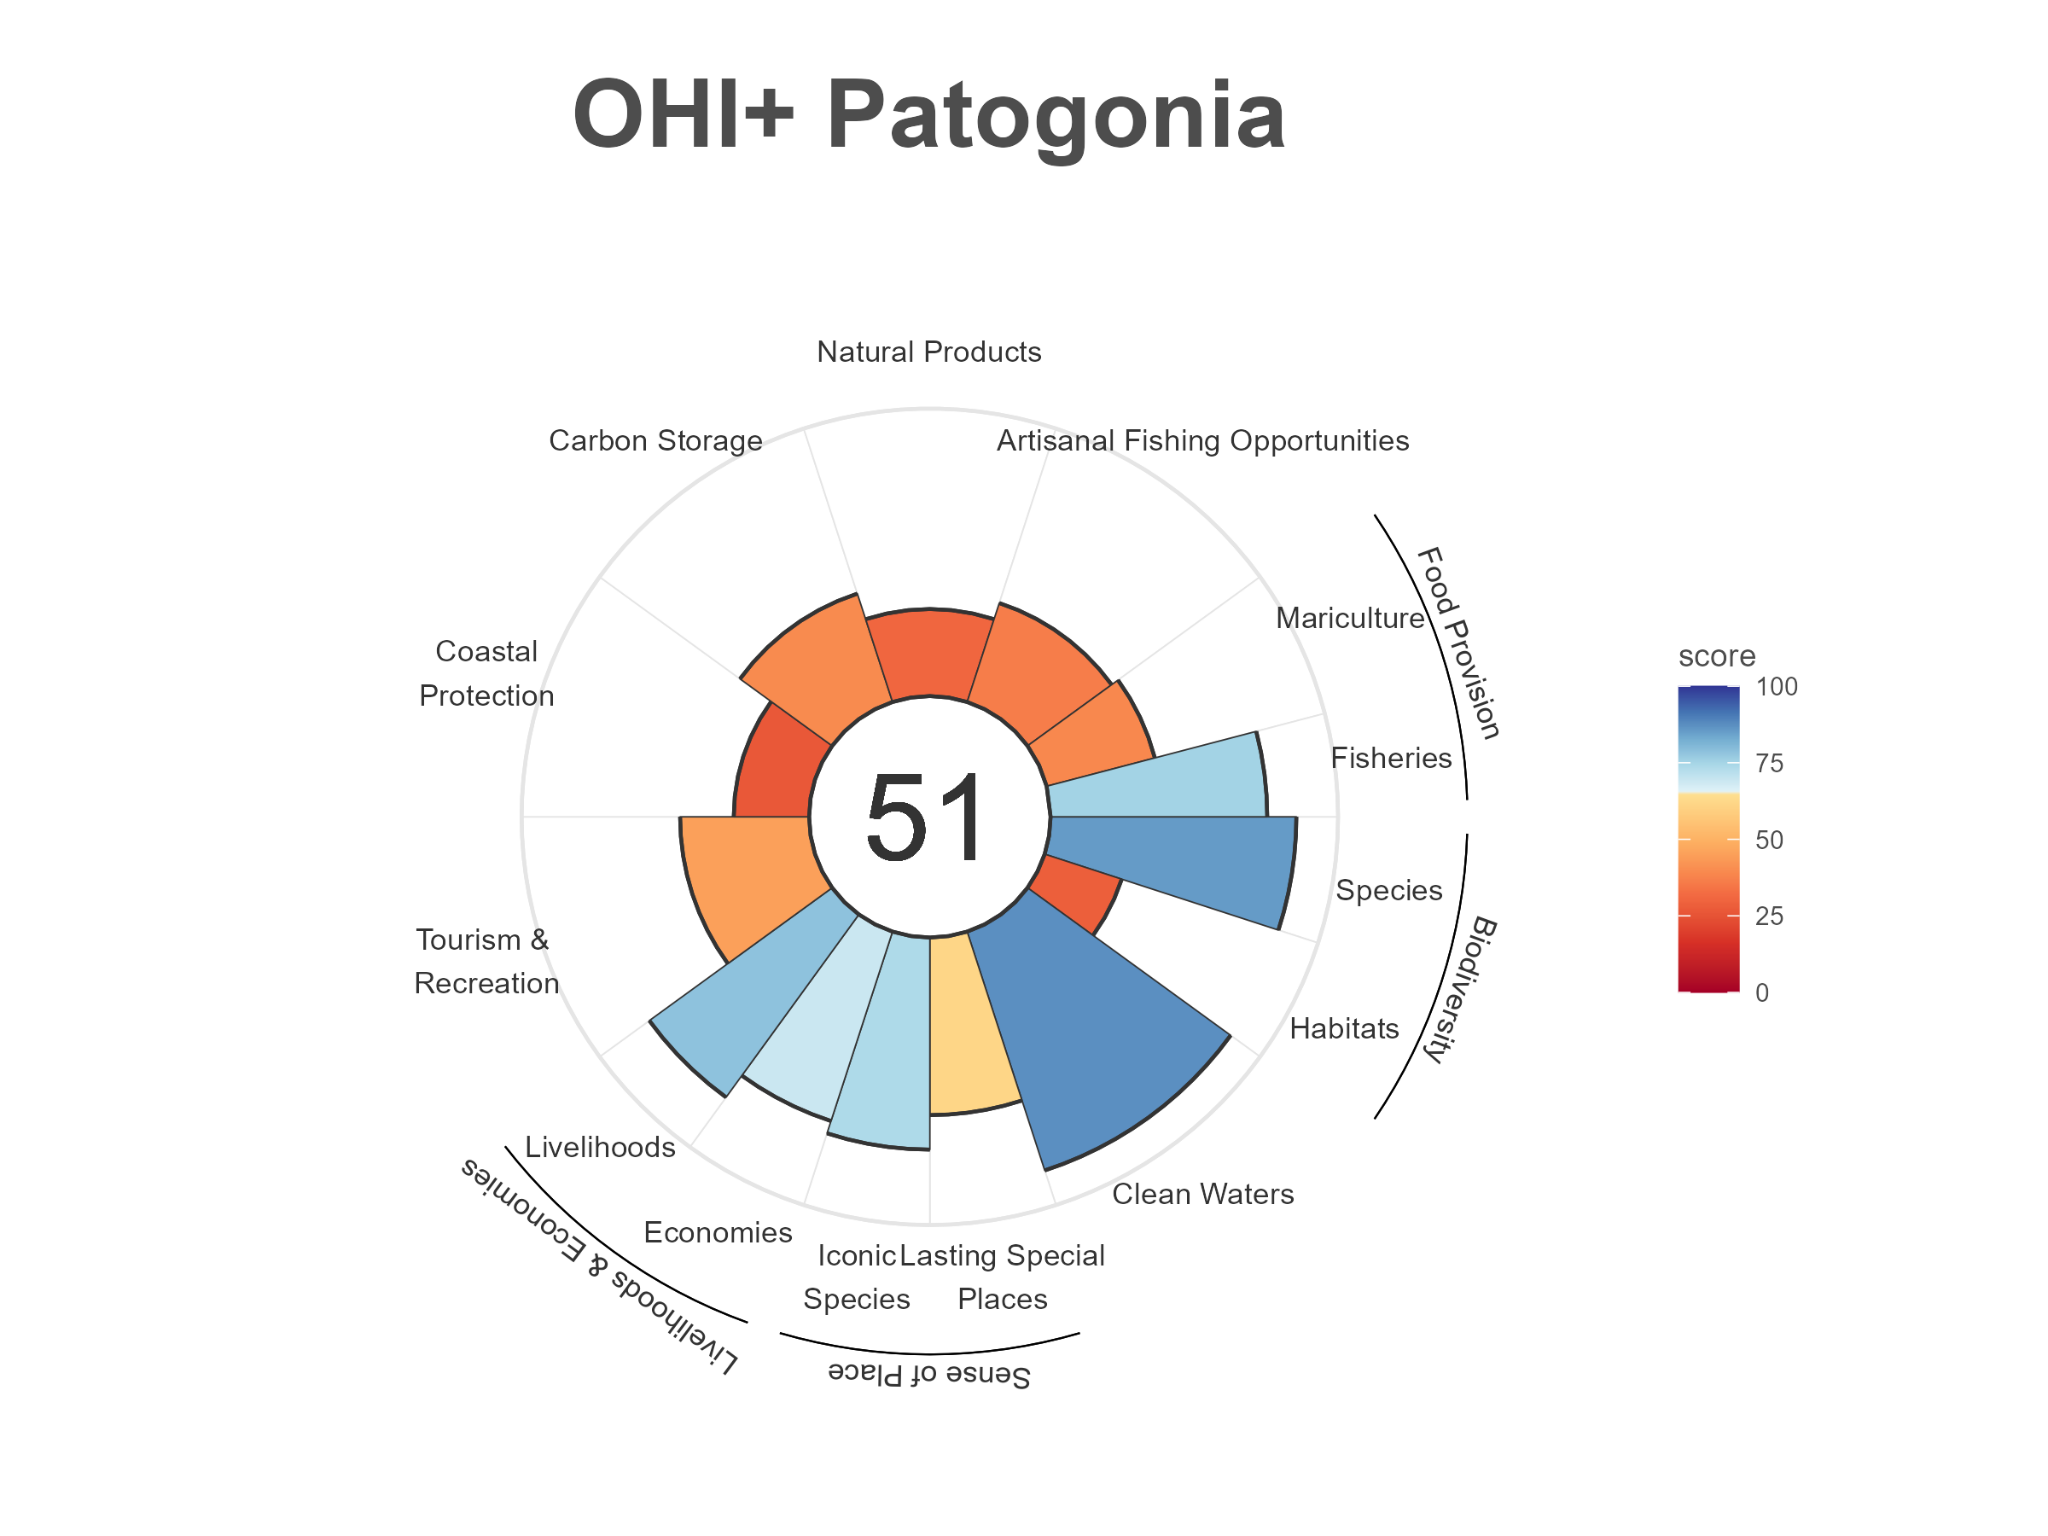 OHI+ Patogonia
Natural Products
Carbon Storage
Artisanal Fishing Opportunities
Food Provision
Mariculture
Coastal
Protection
Fisheries
51
score
100
75
50
25
0
Species
Biodiversity
Tourism &
Recreation
Habitats
Livelihoods
Clean Waters
Economies
Iconic
Species
Lasting Special
Places
Livelihoods & Economies
Sense of Place